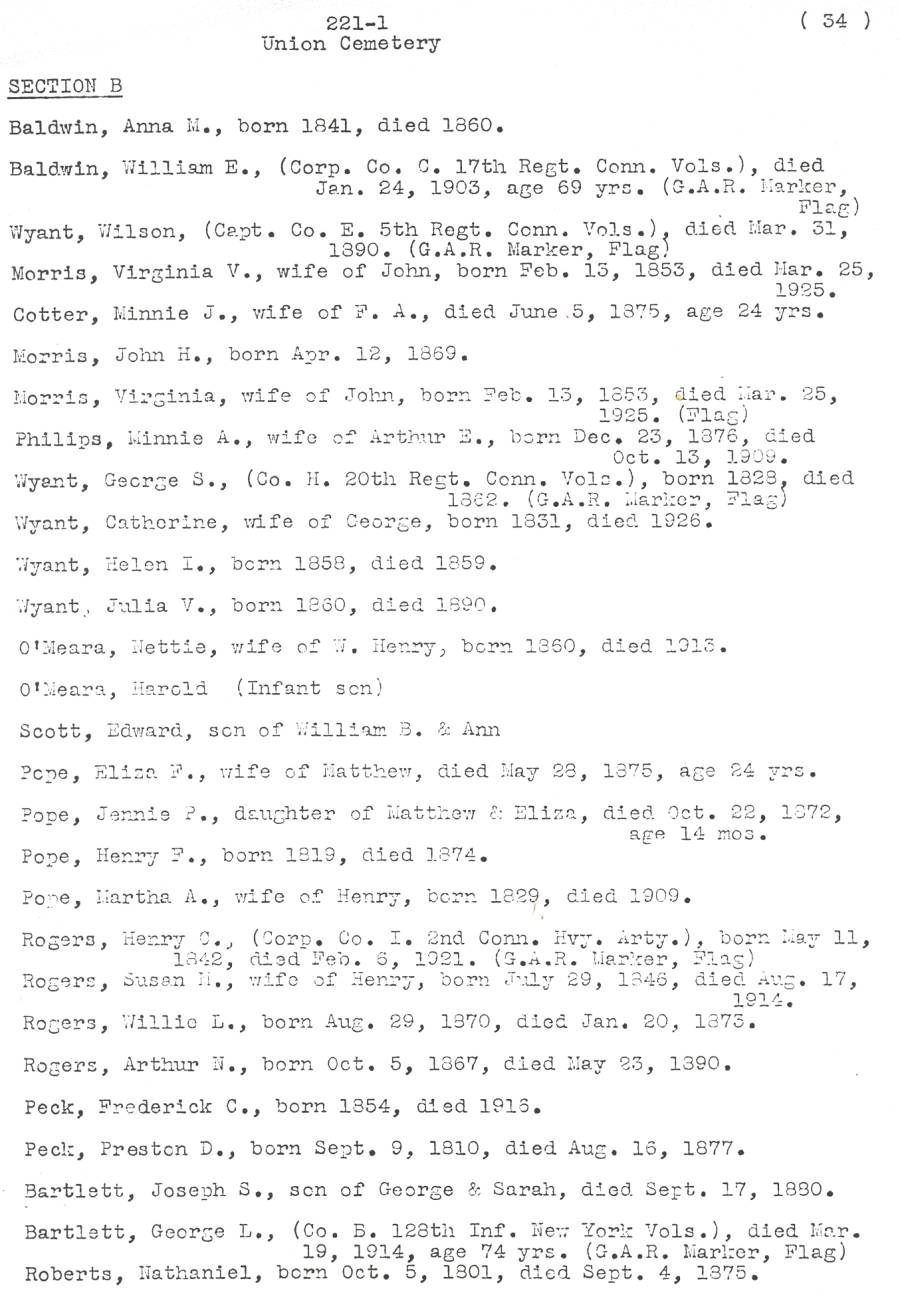 221-1
( 34 )
Union Cemetery
SECTION B
Baldwin, Anna M., born 1841, died 1860.
Baldwin, William E., (Corp. Co. C. 17th Regt. Conn. Vols.), died
Jan. 24, 1903, age 69 yrs. (G.A.R. Marker,
Flag)
Wyant, Wilson, (Capt. Co. E. 5th Regt. Conn. Vols.), died Mar. 31,
1890. (G.A.R. Marker, Flag)
Morris, Virginia V., wife of John, born Feb. 13, 1853, died Mar. 25,
1925.
Cotter, Minnie J., wife of F. A., died June 5, 1875, age 24 yrs.
Morris, John H., born Apr. 12, 1869.
Morris, Virginia, wife of John, born Feb. 13, 1853, died Mar. 25,
1925. (Flag)
Philips, Minnie A., wife of Arthur E., born Dec. 23, 1876, died
Oct. 13, 1909.
Wyant, George S., (Co. H. 20th Regt. Conn. Vols.), born 1828, died
1862. (G.A.R. Marker, Flag)
Wyant, Catherine, wife of George, born 1831, died 1926.
Wyant, Helen I., born 1858, died 1859.
Wyant, Julia V., born 1860, died 1890.
O'Meara, Nettie, wife of W. Henry, born 1860, died 1913.
O'Meara, Harold (Infant son)
Scott, Edward, son of William B. & Ann
Pope, Eliza F., wife of Matthew, died May 28, 1875, age 24 yrs.
Pope, Jennie P., daughter of Matthew & Eliza, died Oct. 22, 1872,
age 14 mos.
Pope, Henry F., born 1819, died 1874.
Pope, Martha A., wife of Henry, born 1829, died 1909.
Rogers, Henry C., (Corp. Co. I. 2nd Conn. Hvy. Arty.), born May 11,
1842, died Feb. 6, 1921. (G.A.R. Marker, Flag)
Rogers, Susan M., wife of Henry, born July 29, 1846, died Aug. 17,
1914.
Rogers, Willie L., born Aug. 29, 1870, died Jan. 20, 1873.
Rogers, Arthur N., born Oct. 5, 1867, died May 23, 1890.
Peck, Frederick C., born 1854, died 1916.
Peck, Preston D., born Sept. 9, 1810, died Aug. 16, 1877.
Bartlett, Joseph S., son of George & Sarah, died Sept. 17, 1880.
Bartlett, George L., (Co. B. 128th Inf. New York Vols.), died Mar.
19, 1914, age 74 yrs. (G.A.R. Marker, Flag)
Roberts, Nathaniel, born Oct. 5, 1801, died Sept. 4, 1875.